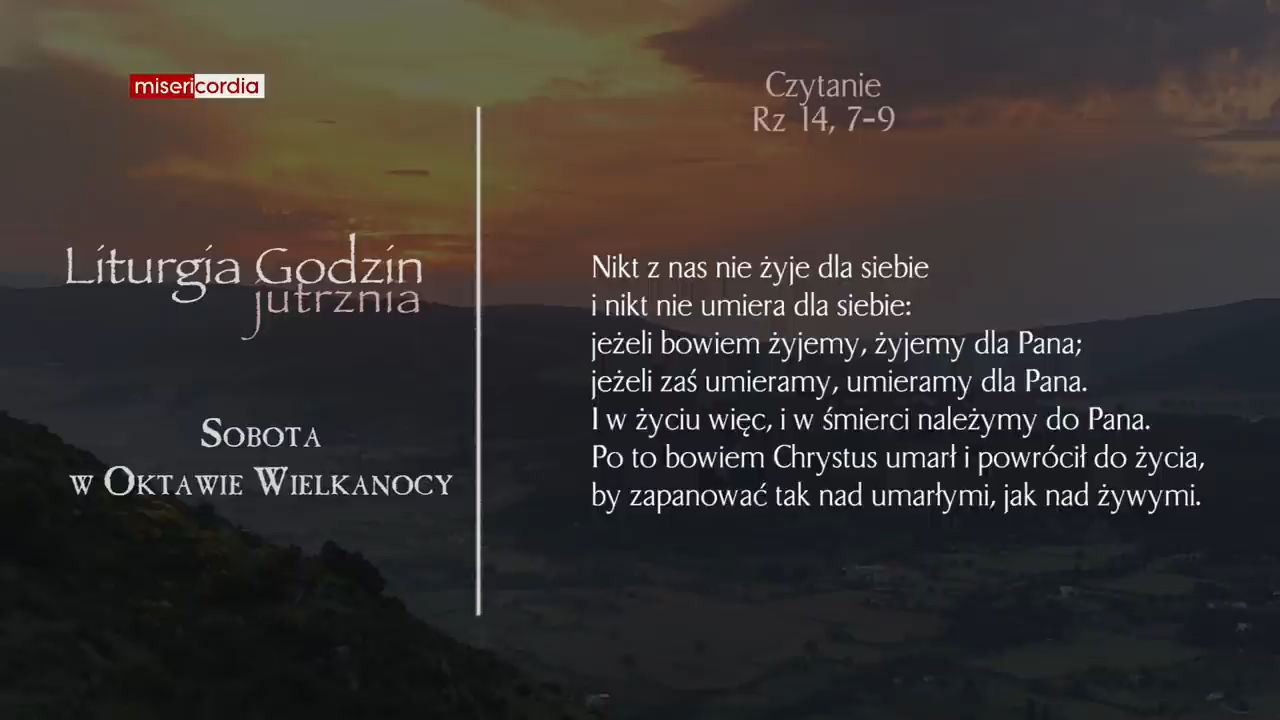 misericordia
Liturgia Godzin
jutrznia
Sobota
w Oktawie Wielkanocy
Czytanie
Rz 14, 7-9
Nikt z nas nie żyje dla siebie
i nikt nie umiera dla siebie:
jeżeli bowiem żyjemy, żyjemy dla Pana;
jeżeli zaś umieramy, umieramy dla Pana.
I w życiu więc, i w śmierci należymy do Pana.
Po to bowiem Chrystus umarł i powrócił do życia,
by zapanować tak nad umarłymi, jak nad żywymi.